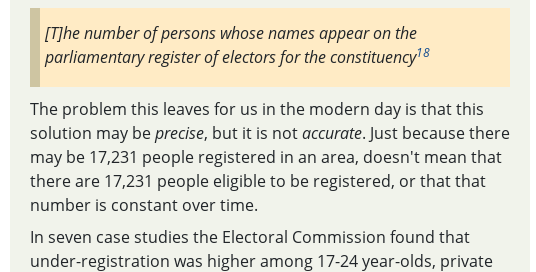 [T]he number of persons whose names appear on the
parliamentary register of electors for the constituency18
The problem this leaves for us in the modern day is that this
solution may be precise, but it is not accurate. Just because there
may be 17,231 people registered in an area, doesn't mean that
there are 17,231 people eligible to be registered, or that that
number is constant over time.
In seven case studies the Electoral Commission found that
under-registration was higher among 17-24 year-olds, private